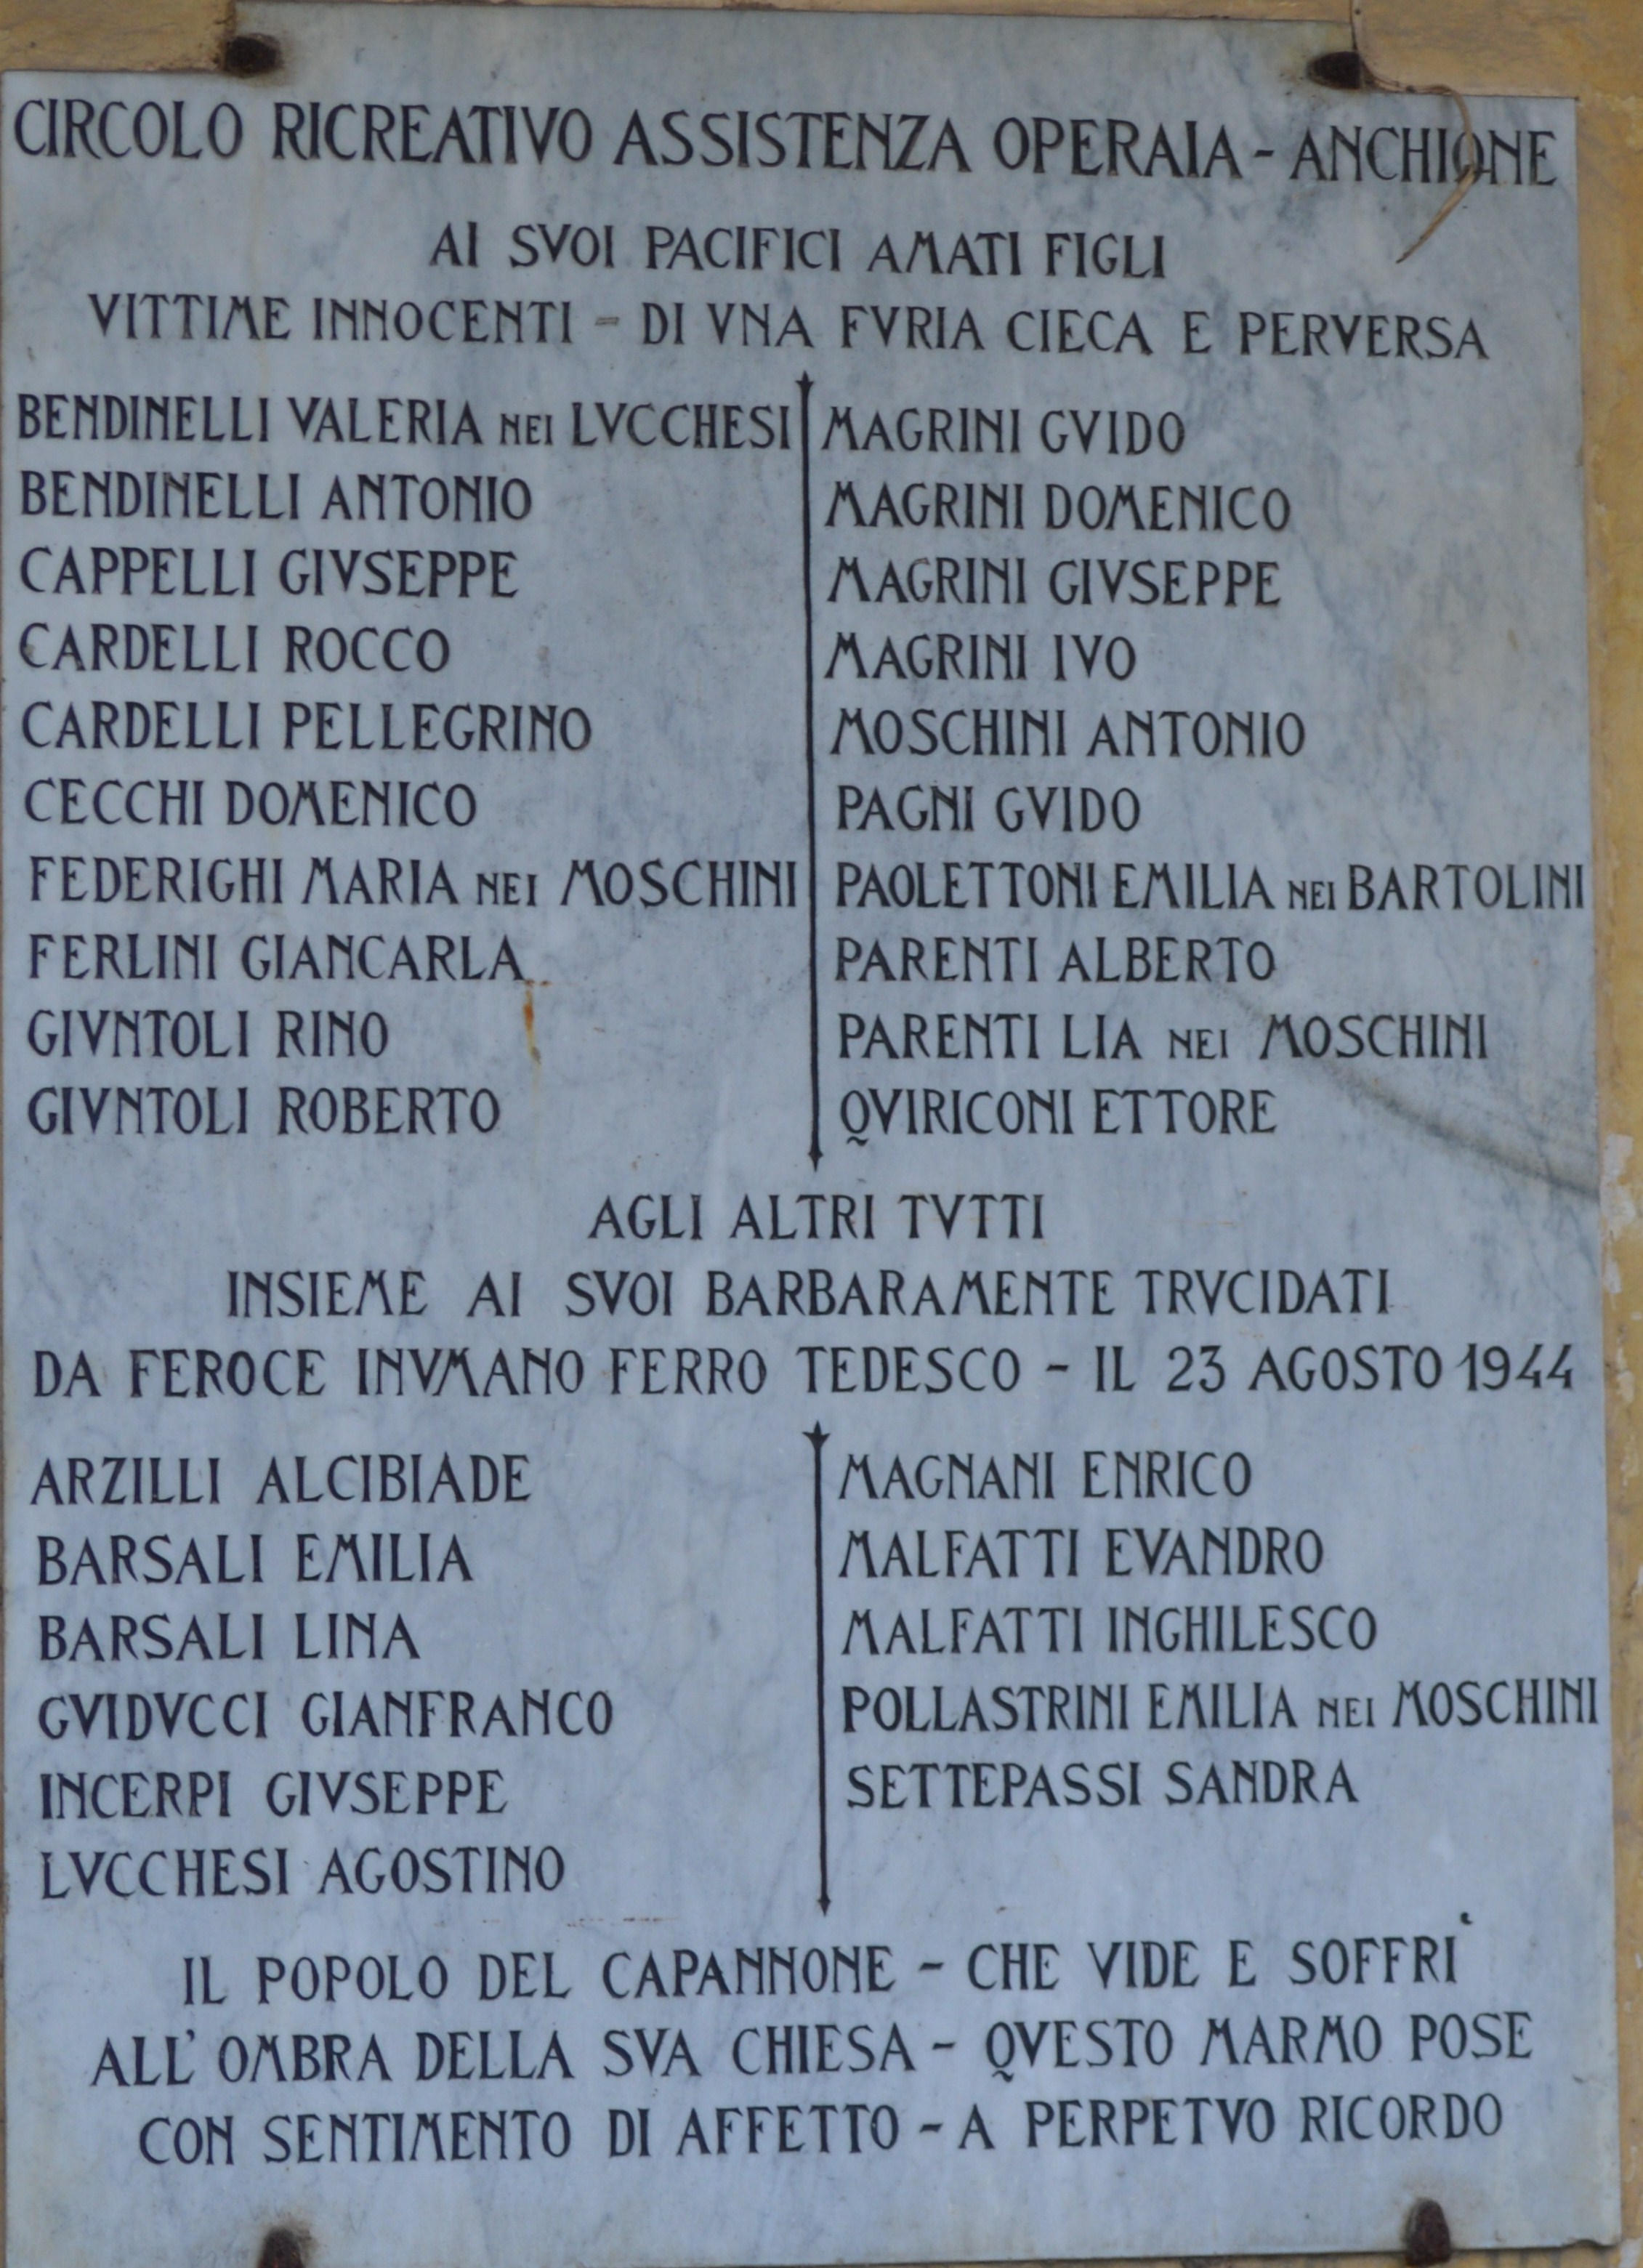 CIRCOLO RICREATIVO ASSISTENZA OPERAIA - ANCHIONE
AI SVOI PACIFICI AMATI FIGLI
VITTIME INNOCENTI - DI VNA FVRIA CIECA E PERVERSA
BENDINELLI VALERIA NEI LVCCHESI
BENDINELLI ANTONIO
CAPPELLI GIVSEPPE
CARDELLI ROCCO
CARDELLI PELLEGRINO
CECCHI DOMENICO
FEDERIGHI MARIA NEI MOSCHINI
FERLINI GIANCARLA
GIVNTOLI RINO
GIVNTOLI ROBERTO
MAGRINI GVIDO
MAGRINI DOMENICO
MAGRINI GIVSEPPE
MAGRINI IVO
MOSCHINI ANTONIO
PAGNI GVIDO
PAOLETTONI EMILIA NEI BARTOLINI
PARENTI ALBERTO
PARENTI LIA NEI MOSCHINI
QVIRICONI ETTORE
AGLI ALTRI TVTTI
INSIEME AI SVOI BARBARAMENTE TRVCIDATI
DA FEROCE INVMANO FERRO TEDESCO - IL 23 AGOSTO 1944
ARZILLI ALCIBIADE
BARSALI EMILIA
BARSALI LINA
GVIDVCCI GIANFRANCO
INCERPI GIVSEPPE
LVCCHESI AGOSTINO
MAGNANI ENRICO
MALFATTI EVANDRO
MALFATTI INGHILESCO
POLLASTRINI EMILIA NEI MOSCHINI
SETTEPASSI SANDRA
IL POPOLO DEL CAPANNONE - CHE VIDE E SOFFRÌ
ALL' OMBRA DELLA SVA CHIESA - QVESTO MARMO POSE
CON SENTIMENTO DI AFFETTO - A PERPETVO RICORDO